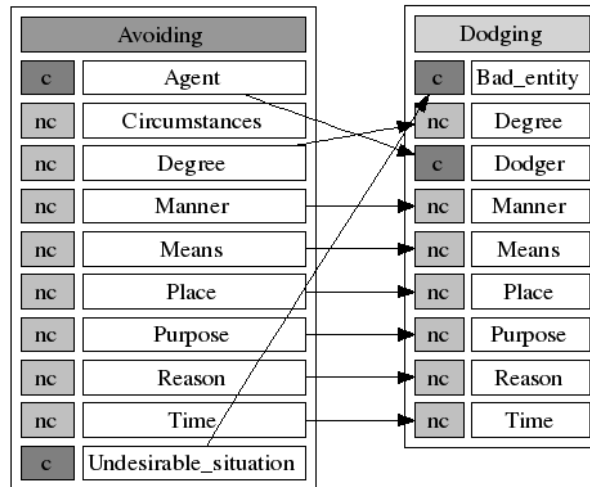 Avoiding
c Agent
nc Circumstances
nc Degree
nc Manner
nc Means
nc Place
nc Purpose
nc Reason
nc Time
c Undesirable_situation
Dodging
c Bad_entity
nc Degree
c Dodger
nc Manner
nc Means
nc Place
nc Purpose
nc Reason
nc Time